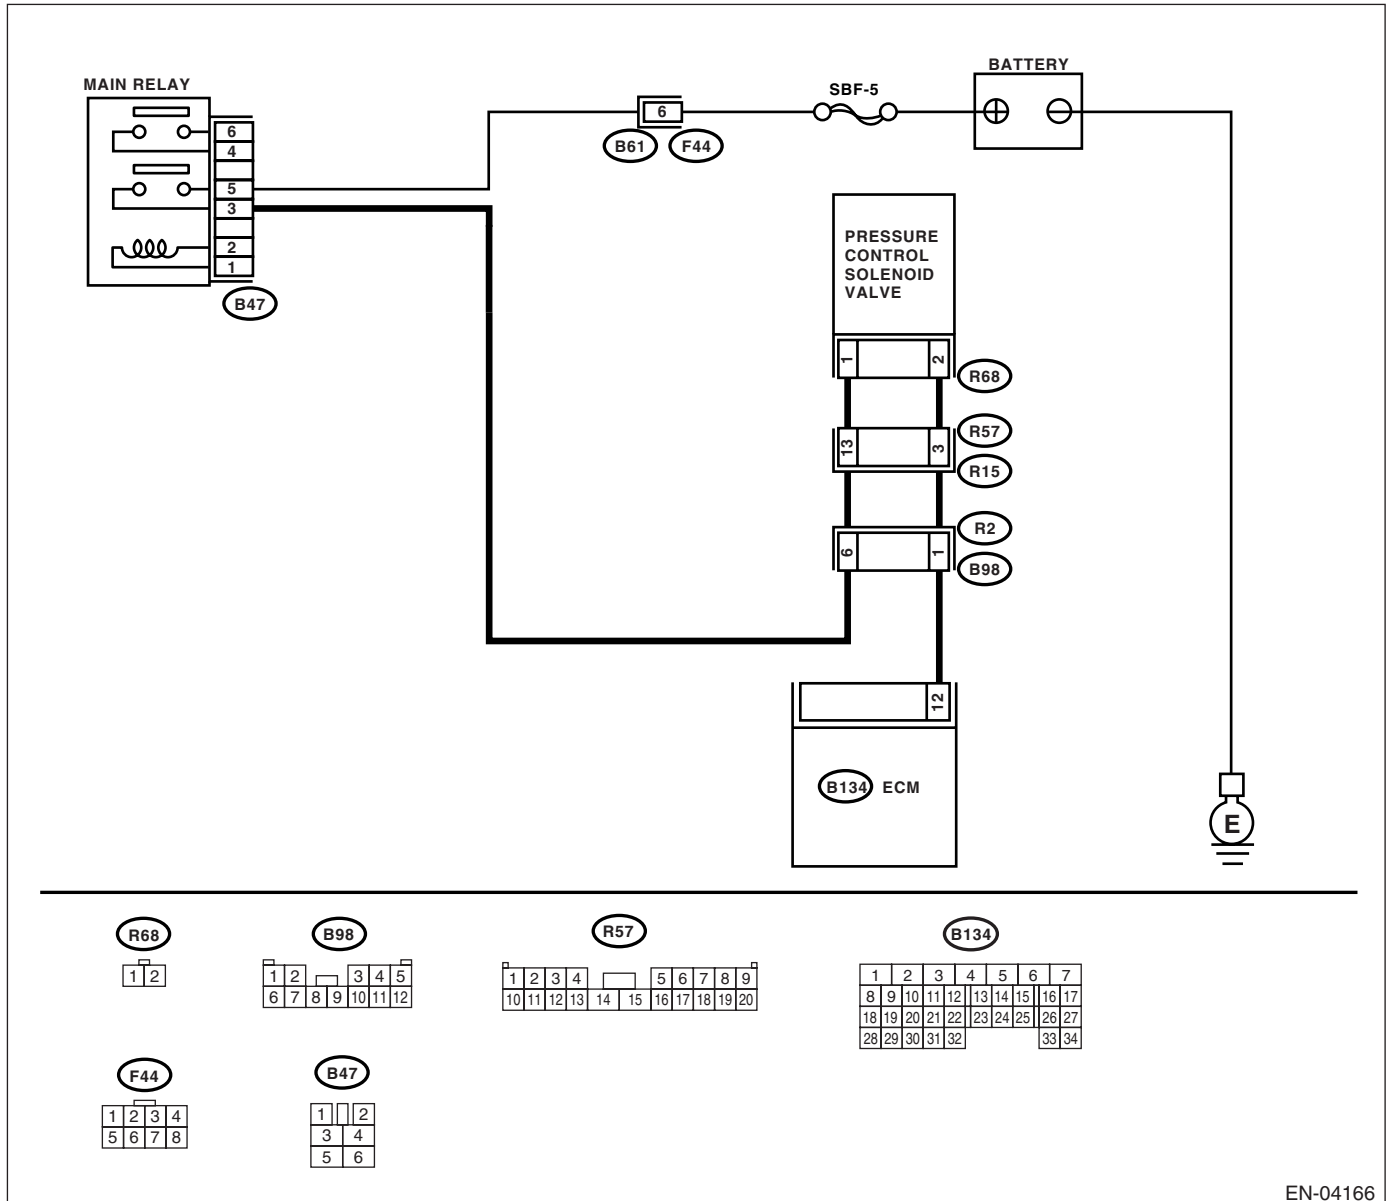 MAIN RELAY
6
4
5
3
2
1
B47
6
B61 F44
SBF-5
BATTERY
PRESSURE
CONTROL
SOLENOID
VALVE
1 2
R68
13 3
R57
R15
R2
6 1
B98
12
B134 ECM
E
R68
1 2
B98
1 2 3 4 5
6 7 8 9 10 11 12
R57
1 2 3 4 5 6 7 8 9
10 11 12 13 14 15 16 17 18 19 20
B134
1 2 3 4 5 6 7
8 9 10 11 12 13 14 15 16 17
18 19 20 21 22 23 24 25 26 27
28 29 30 31 32 33 34
F44
1 2 3 4
5 6 7 8
B47
1 2
3 4
5 6
EN-04166